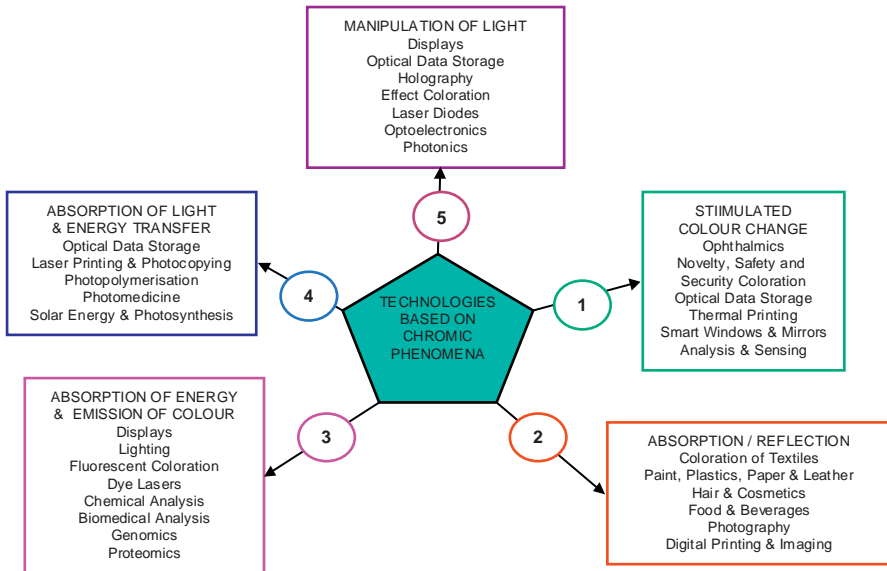 MANIPULATION OF LIGHT
Displays
Optical Data Storage
Holography
Effect Coloration
Laser Diodes
Optoelectronics
Photonics
5
ABSORPTION OF LIGHT
& ENERGY TRANSFER
Optical Data Storage
Laser Printing & Photocopying
Photopolymerisation
Photomedicine
Solar Energy & Photosynthesis
4
TECHNOLOGIES
BASED ON
CHROMIC
PHENOMENA
1
STIMULATED
COLOUR CHANGE
Ophthalmics
Novelty, Safety and
Security Coloration
Optical Data Storage
Thermal Printing
Smart Windows & Mirrors
Analysis & Sensing
ABSORPTION OF ENERGY
& EMISSION OF COLOUR
Displays
Lighting
Fluorescent Coloration
Dye Lasers
Chemical Analysis
Biomedical Analysis
Genomics
Proteomics
3
2
ABSORPTION / REFLECTION
Coloration of Textiles
Paint, Plastics, Paper & Leather
Hair & Cosmetics
Food & Beverages
Photography
Digital Printing & Imaging